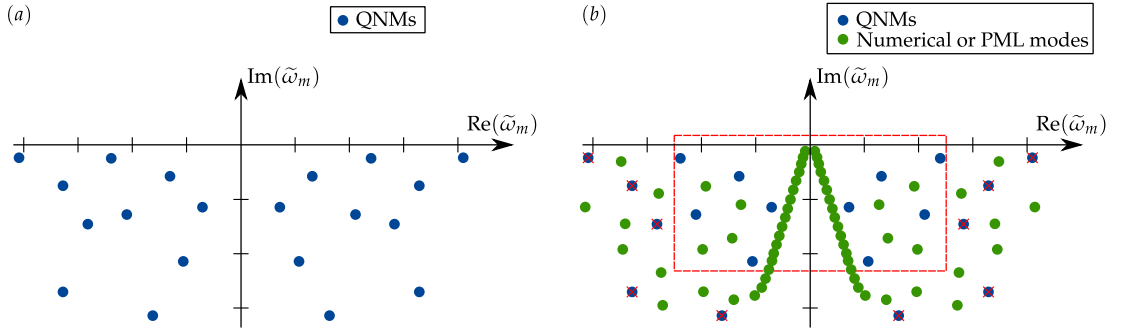 (a)
QNMs
Im(ω̃ₘ)
Re(ω̃ₘ)
(b)
QNMs
Numerical or PML modes
Im(ω̃ₘ)
Re(ω̃ₘ)